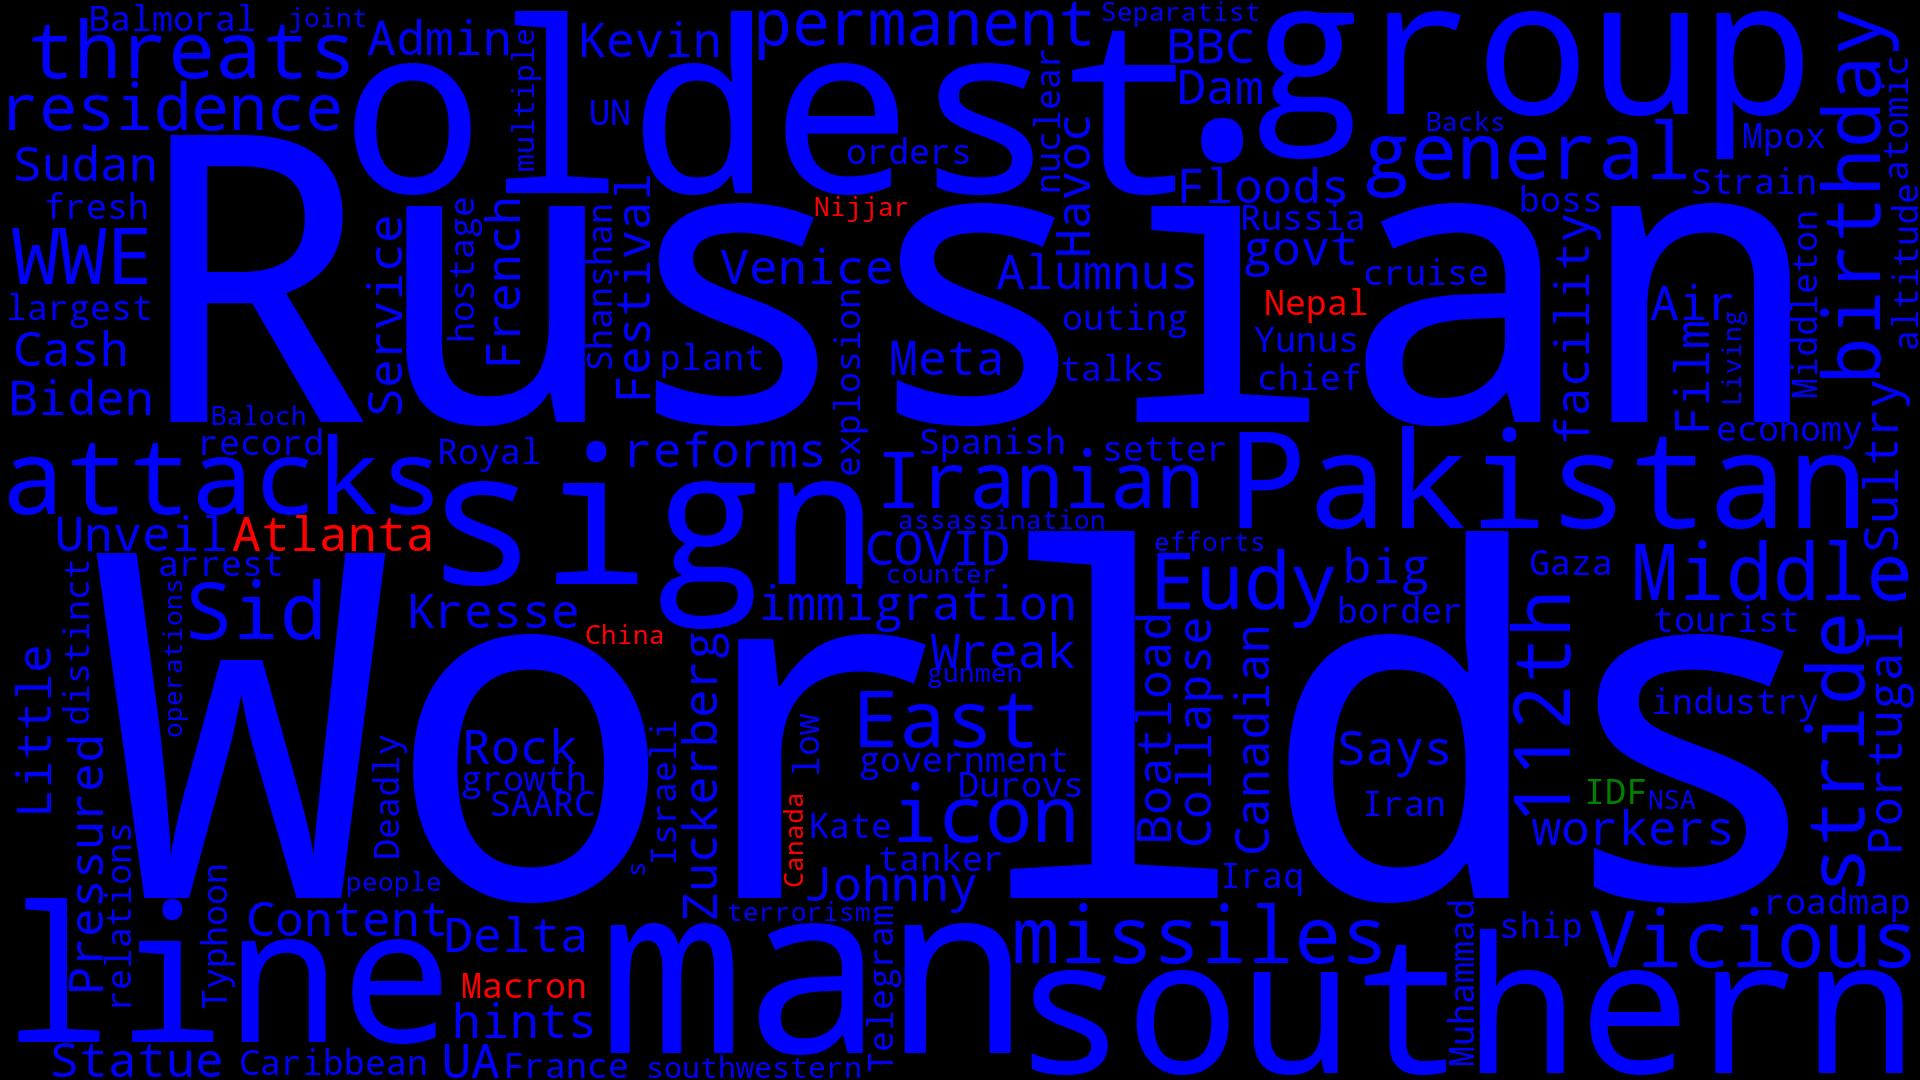 Balmoral
joint
threats
Admin
multiple
Kevin
oldest
permanent
Separatist
BBC
group
birthday
residence
UN
nuclear
Dam
Backs
Mpox
atomic
Sudan
orders
Havoc
general
fresh
Nijjar
Floods
boss
Strain
WWE
Russian
Service
hostage
French
Shanshan
Festival
Venice
Alumnus
Russia
govt
cruise
facility
Air
Middleton
altitude
largest
explosion
outing
Nepal
Film
Living
Cash
plant
Meta
talks
Yunus
chief
Biden
Baloch
record
Royal
reforms
Spanish
setter
economy
attacks
sign
Iranian
Pakistan
Sultry
Unveil
Atlanta
assassination
COVID
efforts
arrest
counter
Eudy
big
Gaza
Middle
distinct
operations
Sid
Kresse
immigration
border
tourist
China
Worlds
Wreak
gunmen
Boatload
Collapse
Canadian
112th
stride
Portugal
Little
Pressured
Deadly
Rock
growth
SAARC
Israeli
s
zuckerberg
low
East
government
Durovs
Says
Iran
industry
IDF
NSA
workers
relations
Canada
Kate
icon
tanker
people
Johnny
Iraq
Typhoon
Content
Delta
terrorism
Telegram
missiles
Muhammad
ship
Vicious
roadmap
line
Macron
man
southern
hints
Statue
Caribbean
UA
France
southwestern